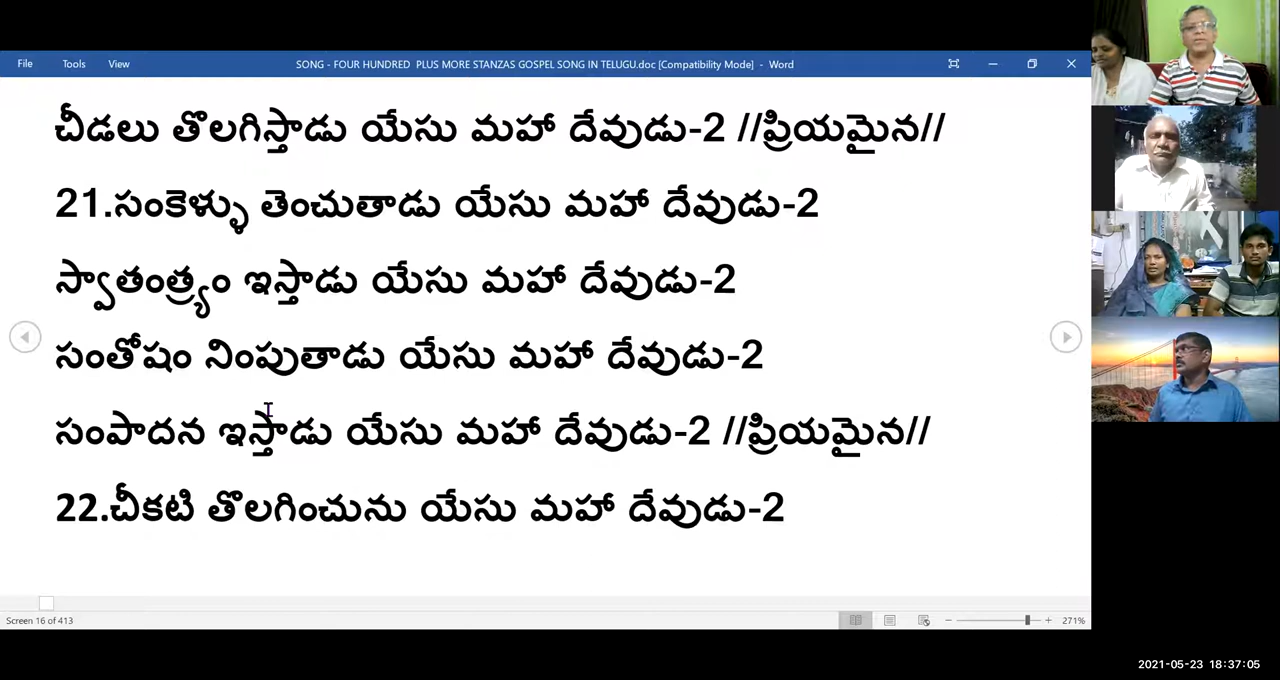 File Tools View SONG - FOUR HUNDRED PLUS MORE STANZAS GOSPEL SONG IN TELUGU.doc [Compatibility Mode] - Word
చీడలు తొలగిస్తాడు యేసు మహా దేవుడు-2 //ప్రియమైన//
21.సంకెళ్ళు తెంచుతాడు యేసు మహా దేవుడు-2
స్వాతంత్ర్యం ఇస్తాడు యేసు మహా దేవుడు-2
సంతోషం నింపుతాడు యేసు మహా దేవుడు-2
సంపాదన ఇస్తాడు యేసు మహా దేవుడు-2 //ప్రియమైన//
22.చీకటి తొలగించును యేసు మహా దేవుడు-2
Screen 16 of 413 271%
2021-05-23 18:37:05